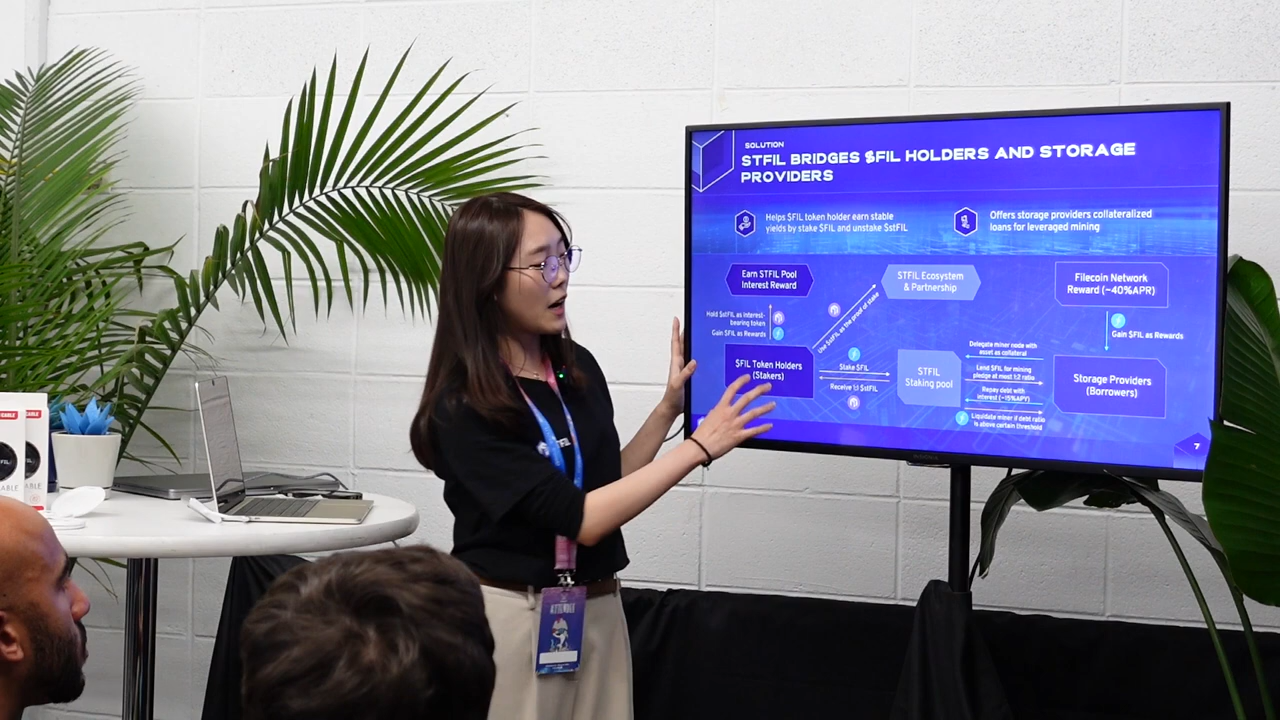 SOLUTION
STFIL BRIDGES $FIL HOLDERS AND STORAGE
PROVIDERS
Helps $FIL token holder earn stable
yields by stake $FIL and unstake $stFIL
Offers storage providers collateralized
loans for leveraged mining
Earn STFIL Pool
Interest Reward
STFIL Ecosystem
& Partnership
Filecoin Network
Reward (~40%APR)
Hold $stFIL as interest-
bearing token
Gain $FIL as Rewards
Use $stFIL as the proof of stake
Gain $FIL as Rewards
$FIL Token Holders
(Stakers)
Stake $FIL
Receive 1:1 $stFIL
STFIL
Staking pool
Delegate miner node with
asset as collateral
Lend $FIL for mining
pledge at most 1:2 ratio
Repay debt with
interest (~15%APY)
Liquidate miner if debt ratio
is above certain threshold
Storage Providers
(Borrowers)
7
ATTENDEE